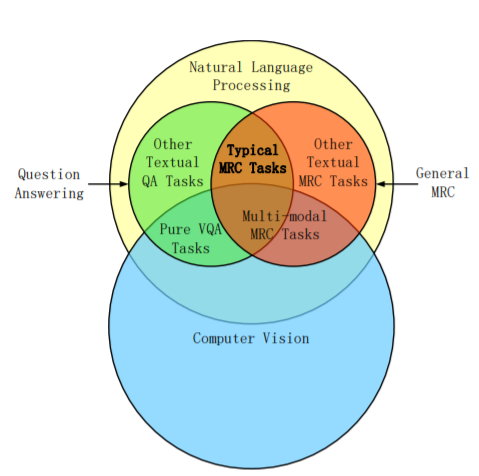 Natural Language
Processing
Question
Answering
Other
Textual
QA Tasks
Typical
MRC Tasks
Other
Textual
MRC Tasks
General
MRC
Pure VQA
Tasks
Multi-modal
MRC Tasks
Computer Vision